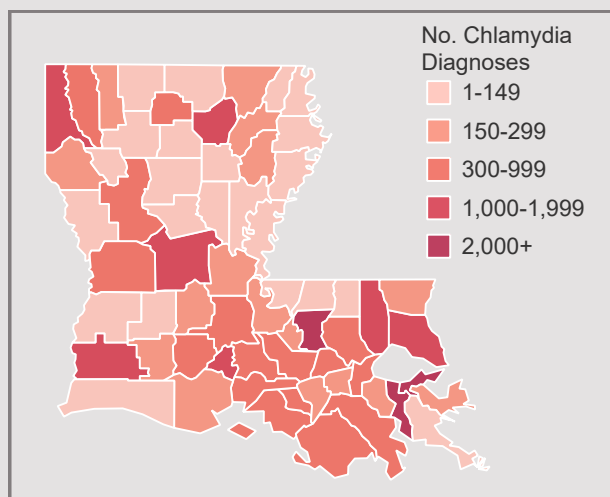 No. Chlamydia
Diagnoses
1-149
150-299
300-999
1,000-1,999
2,000+